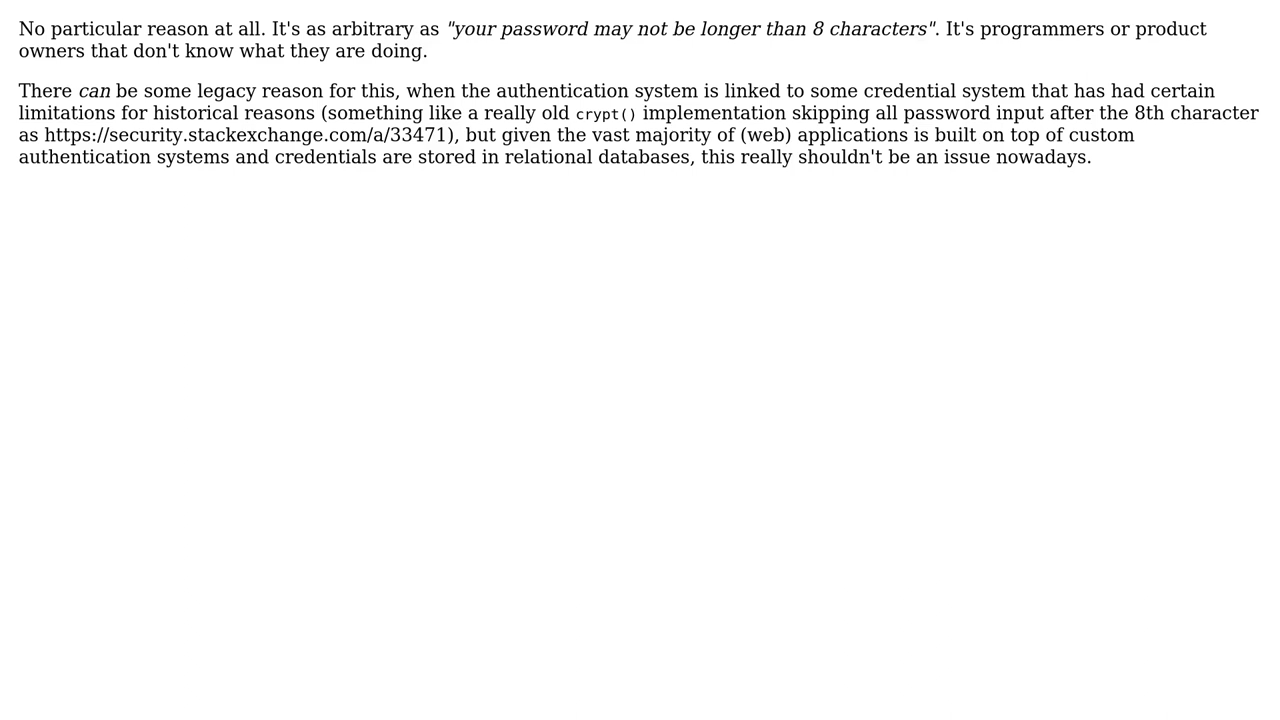 No particular reason at all. It's as arbitrary as "your password may not be longer than 8 characters". It's programmers or product
owners that don't know what they are doing.
There can be some legacy reason for this, when the authentication system is linked to some credential system that has had certain
limitations for historical reasons (something like a really old crypt() implementation skipping all password input after the 8th character
as https://security.stackexchange.com/a/33471), but given the vast majority of (web) applications is built on top of custom
authentication systems and credentials are stored in relational databases, this really shouldn't be an issue nowadays.